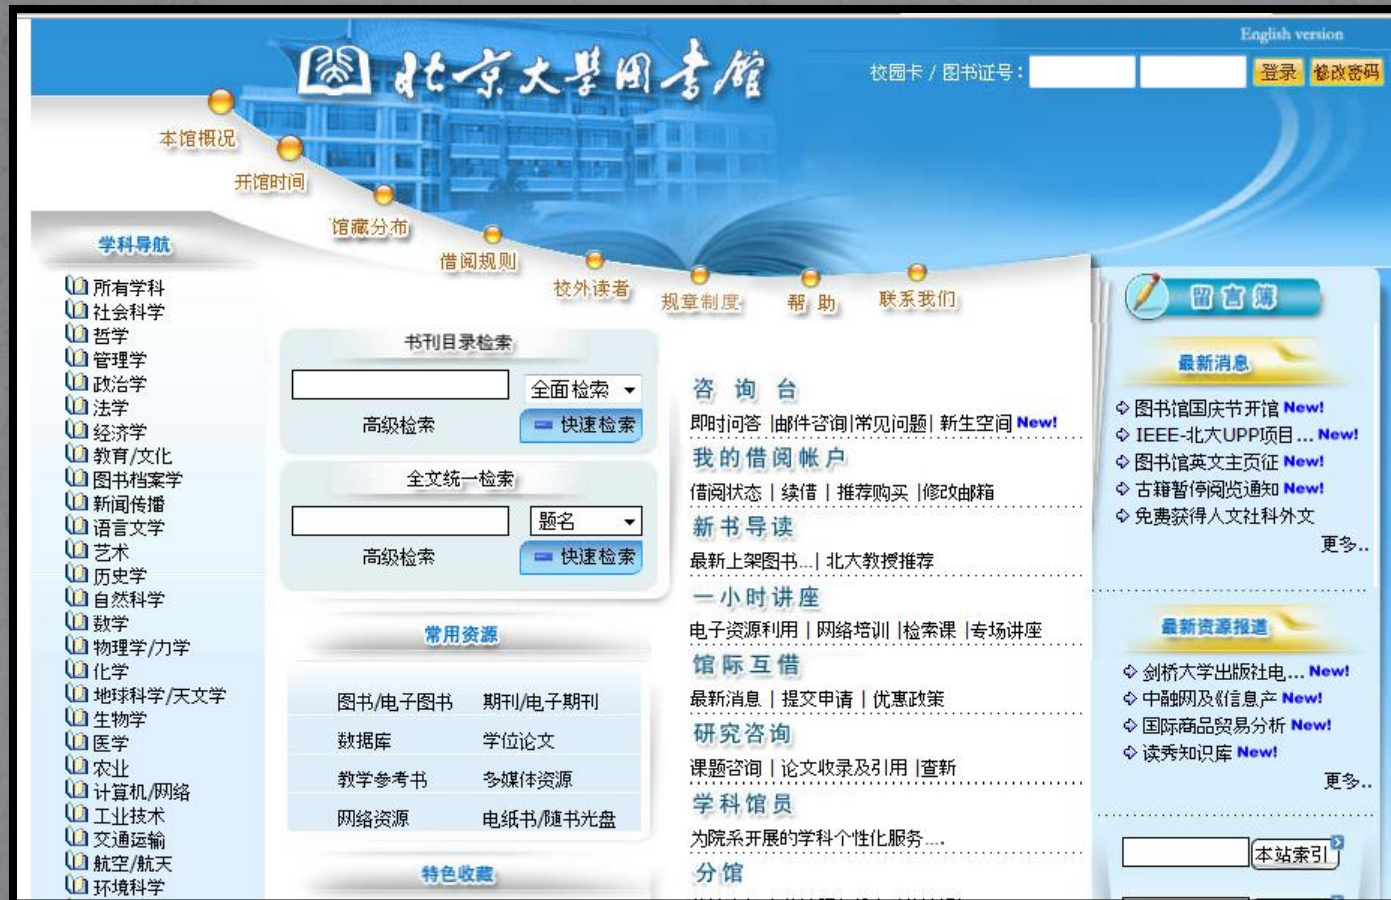 English version
北京大學圖書館
校园卡 / 图书证号：
登录
修改密码
本馆概况
开馆时间
馆藏分布
借阅规则
校外读者
规章制度
帮 助
联系我们
学科导航
所有学科
社会科学
哲学
管理学
政治学
法学
经济学
教育/文化
图书档案学
新闻传播
语言文学
艺术
历史学
自然科学
数学
物理学/力学
化学
地球科学/天文学
生物学
医学
农业
计算机/网络
工业技术
交通运输
航空/航天
环境科学
书刊目录检索
全面检索
高级检索
快速检索
全文统一检索
题名
高级检索
快速检索
常用资源
图书/电子图书 期刊/电子期刊
数据库 学位论文
教学参考书 多媒体资源
网络资源 电纸书/随书光盘
特色收藏
咨 询 台
即时问答 |邮件咨询|常见问题| 新生空间 New!
我的借阅帐户
借阅状态 | 续借 | 推荐购买 |修改邮箱
新书导读
最新上架图书...| 北大教授推荐
一小时讲座
电子资源利用 | 网络培训 |检索课 |专场讲座
馆际互借
最新消息 | 提交申请 | 优惠政策
研究咨询
课题咨询 | 论文收录及引用 |查新
学科馆员
为院系开展的学科个性化服务....
分馆
留言簿
最新消息
图书馆国庆节开馆 New!
IEEE-北大UPP项目... New!
图书馆英文主页征 New!
古籍暂停阅览通知 New!
免费获得人文社科外文
更多..
最新资源报道
剑桥大学出版社电... New!
中融网及《信息产 New!
国际商品贸易分析 New!
读秀知识库 New!
更多..
本站索引